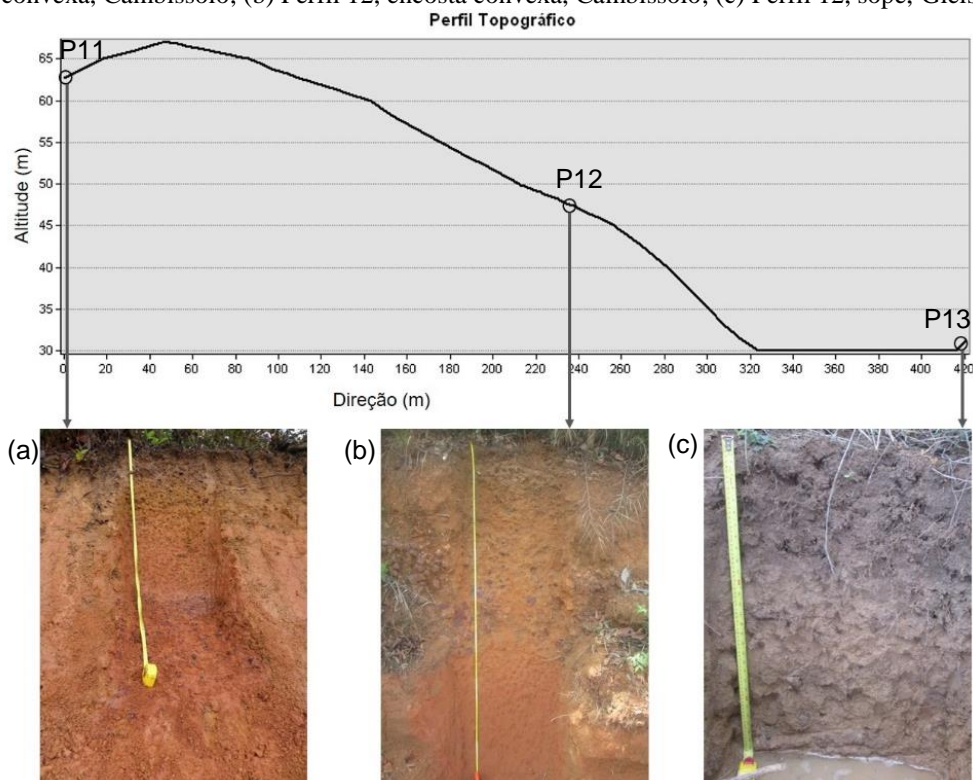 convexa, Cambissolo; (b) Perfil 12, encosta convexa, Cambissolo; (c) Perfil 12, sopé,
Perfil Topográfico
P11
P12
P13
Altitude (m)
65
60
55
50
45
40
35
30
0 20 40 60 80 100 120 140 160 180 200 220 240 260 280 300 320 340 360 380 400 420
Direção (m)
(a)
(b)
(c)